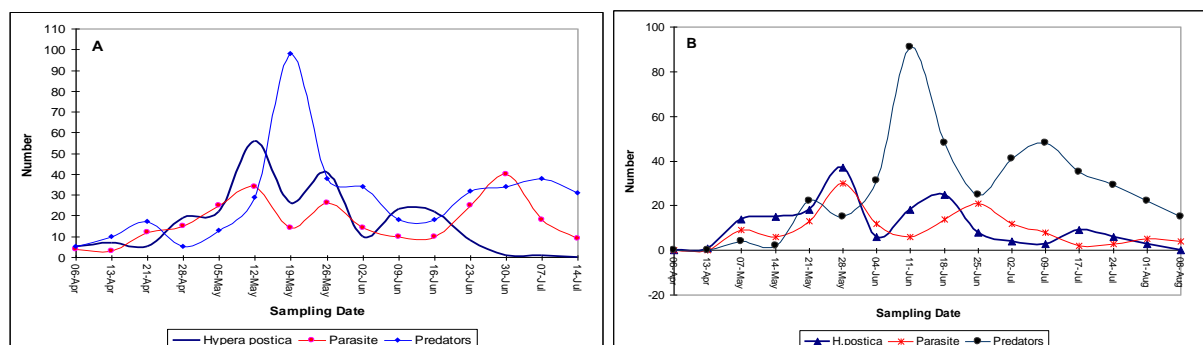 A
110
100
90
80
70
60
50
40
30
20
10
0
Number
06-Apr
13-Apr
21-Apr
28-Apr
05-May
12-May
19-May
28-May
02-Jun
09-Jun
16-Jun
23-Jun
30-Jun
07-Jul
14-Jul
Sampling Date
Hypera postica
Parasite
Predators
B
100
80
60
40
20
0
-20
Number
06-Apr
13-Apr
07-May
14-May
21-May
28-May
04-Jun
11-Jun
18-Jun
25-Jun
02-Jul
09-Jul
17-Jul
24-Jul
01-Aug
08-Aug
Sampling Date
H.postica
Parasite
Predators